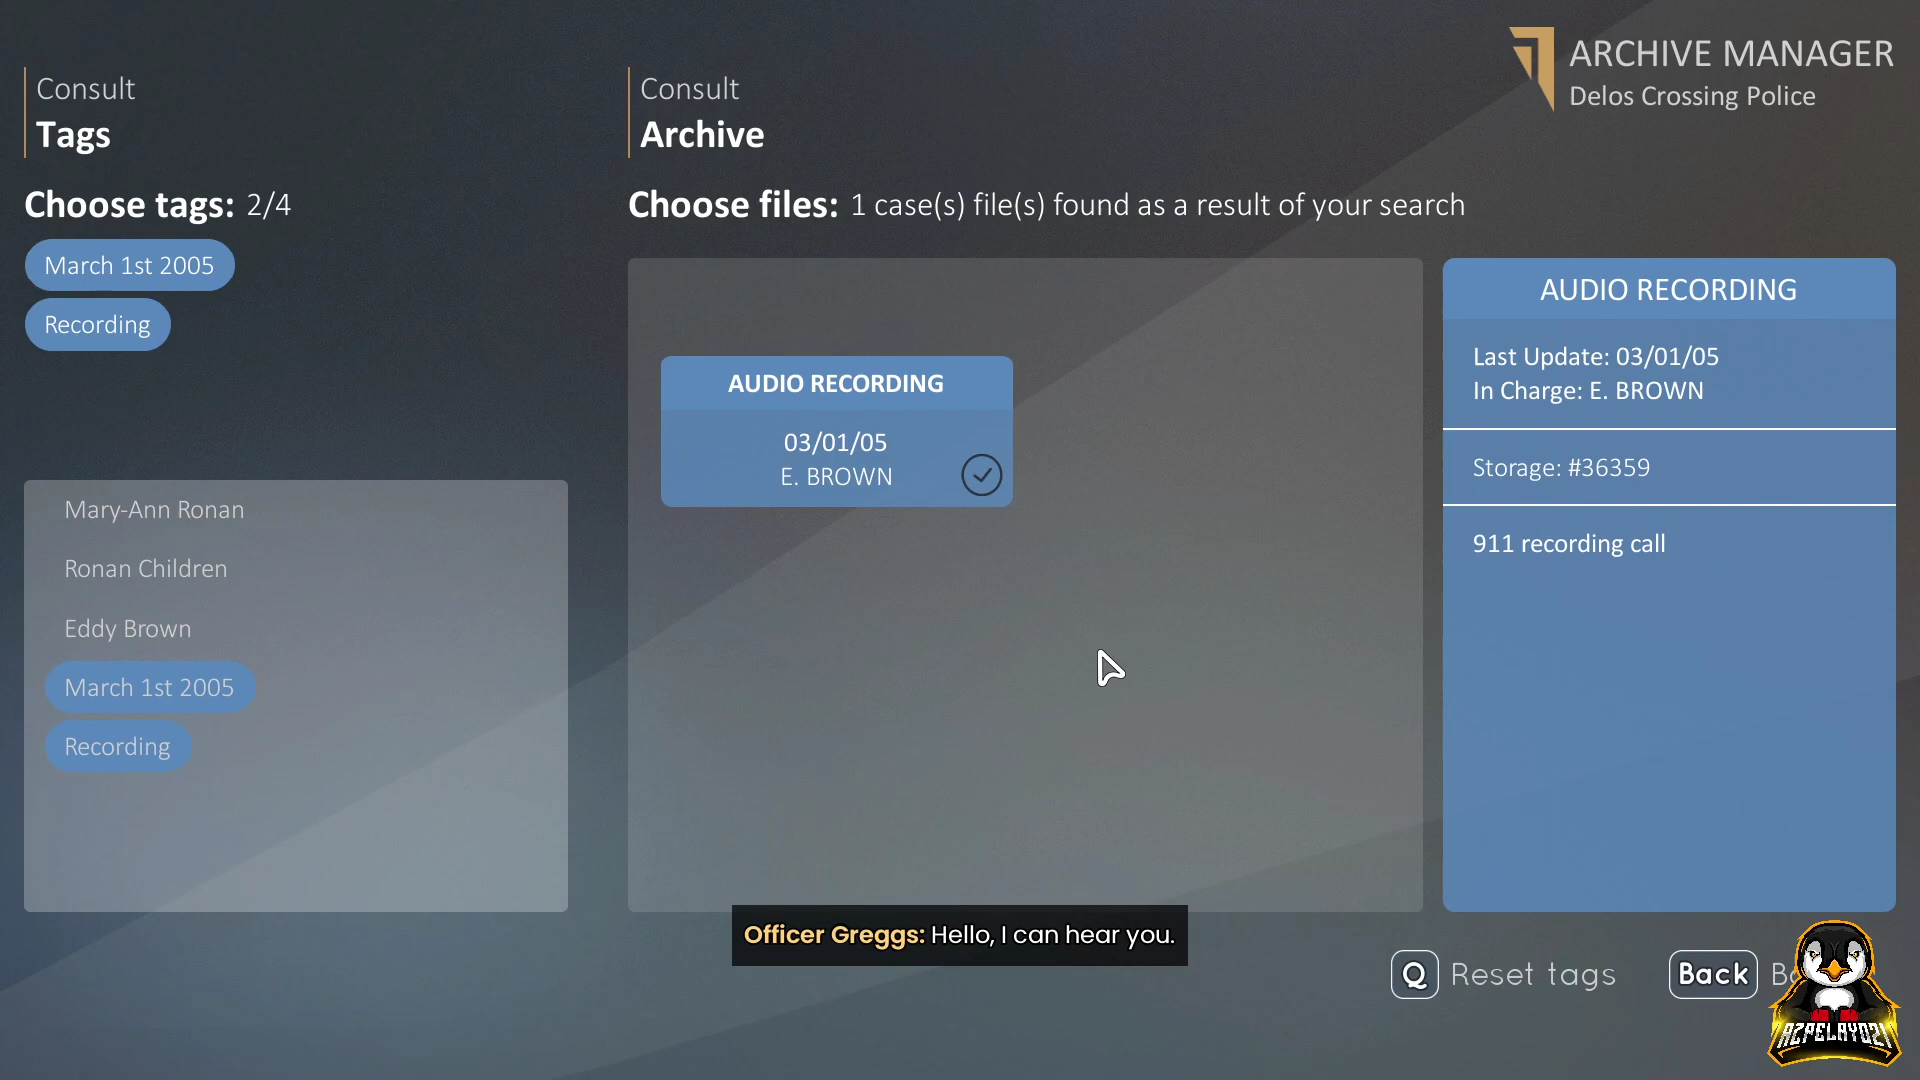 Consult
Tags
Choose tags: 2/4
March 1st 2005
Recording
Mary-Ann Ronan
Ronan Children
Eddy Brown
March 1st 2005
Recording
Consult
Archive
Choose files: 1 case(s) file(s) found as a result of your search
AUDIO RECORDING
03/01/05
E. BROWN
ARCHIVE MANAGER
Delos Crossing Police
AUDIO RECORDING
Last Update: 03/01/05
In Charge: E. BROWN
Storage: #36359
911 recording call
Officer Greggs: Hello, I can hear you.
Q Reset tags
Back
AZPELAYO21